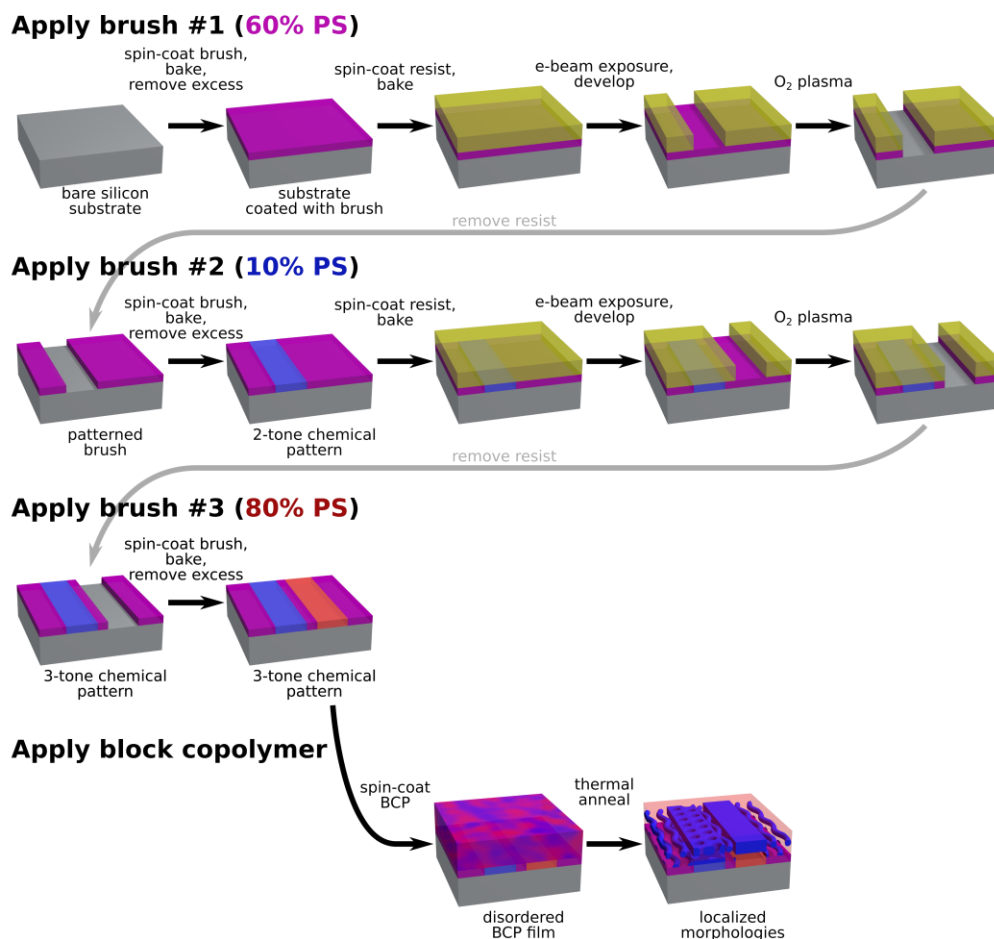 Apply brush #1 (60% PS)
spin-coat brush,
bake,
remove excess
spin-coat resist,
bake
e-beam exposure,
develop
O₂ plasma
bare silicon
substrate
substrate
coated with brush
remove resist
Apply brush #2 (10% PS)
spin-coat brush,
bake,
remove excess
spin-coat resist,
bake
e-beam exposure,
develop
O₂ plasma
patterned
brush
2-tone chemical
pattern
remove resist
Apply brush #3 (80% PS)
spin-coat brush,
bake,
remove excess
3-tone chemical
pattern
3-tone chemical
pattern
Apply block copolymer
spin-coat
BCP
thermal
anneal
disordered
BCP film
localized
morphologies